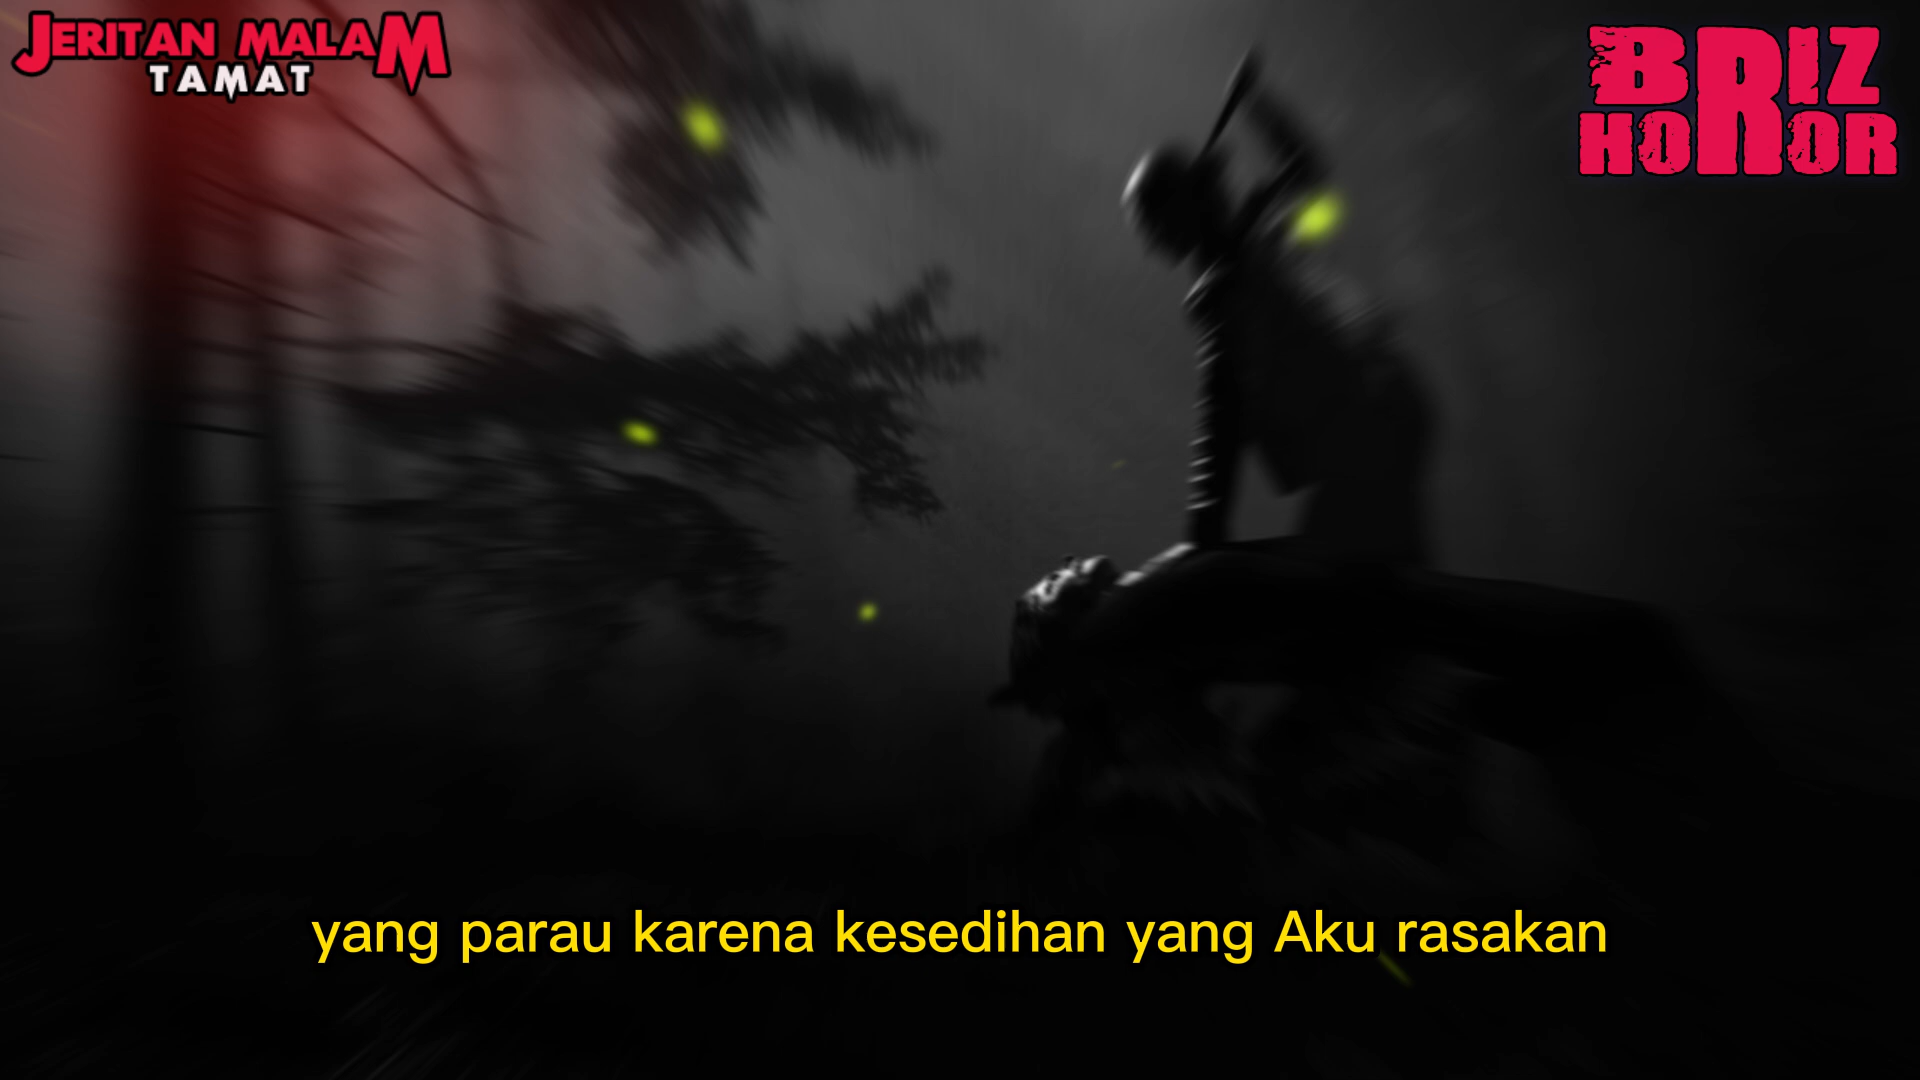 JERITAN MALAM
TAMAT
BRIZ
HORROR
yang parau karena kesedihan yang Aku rasakan